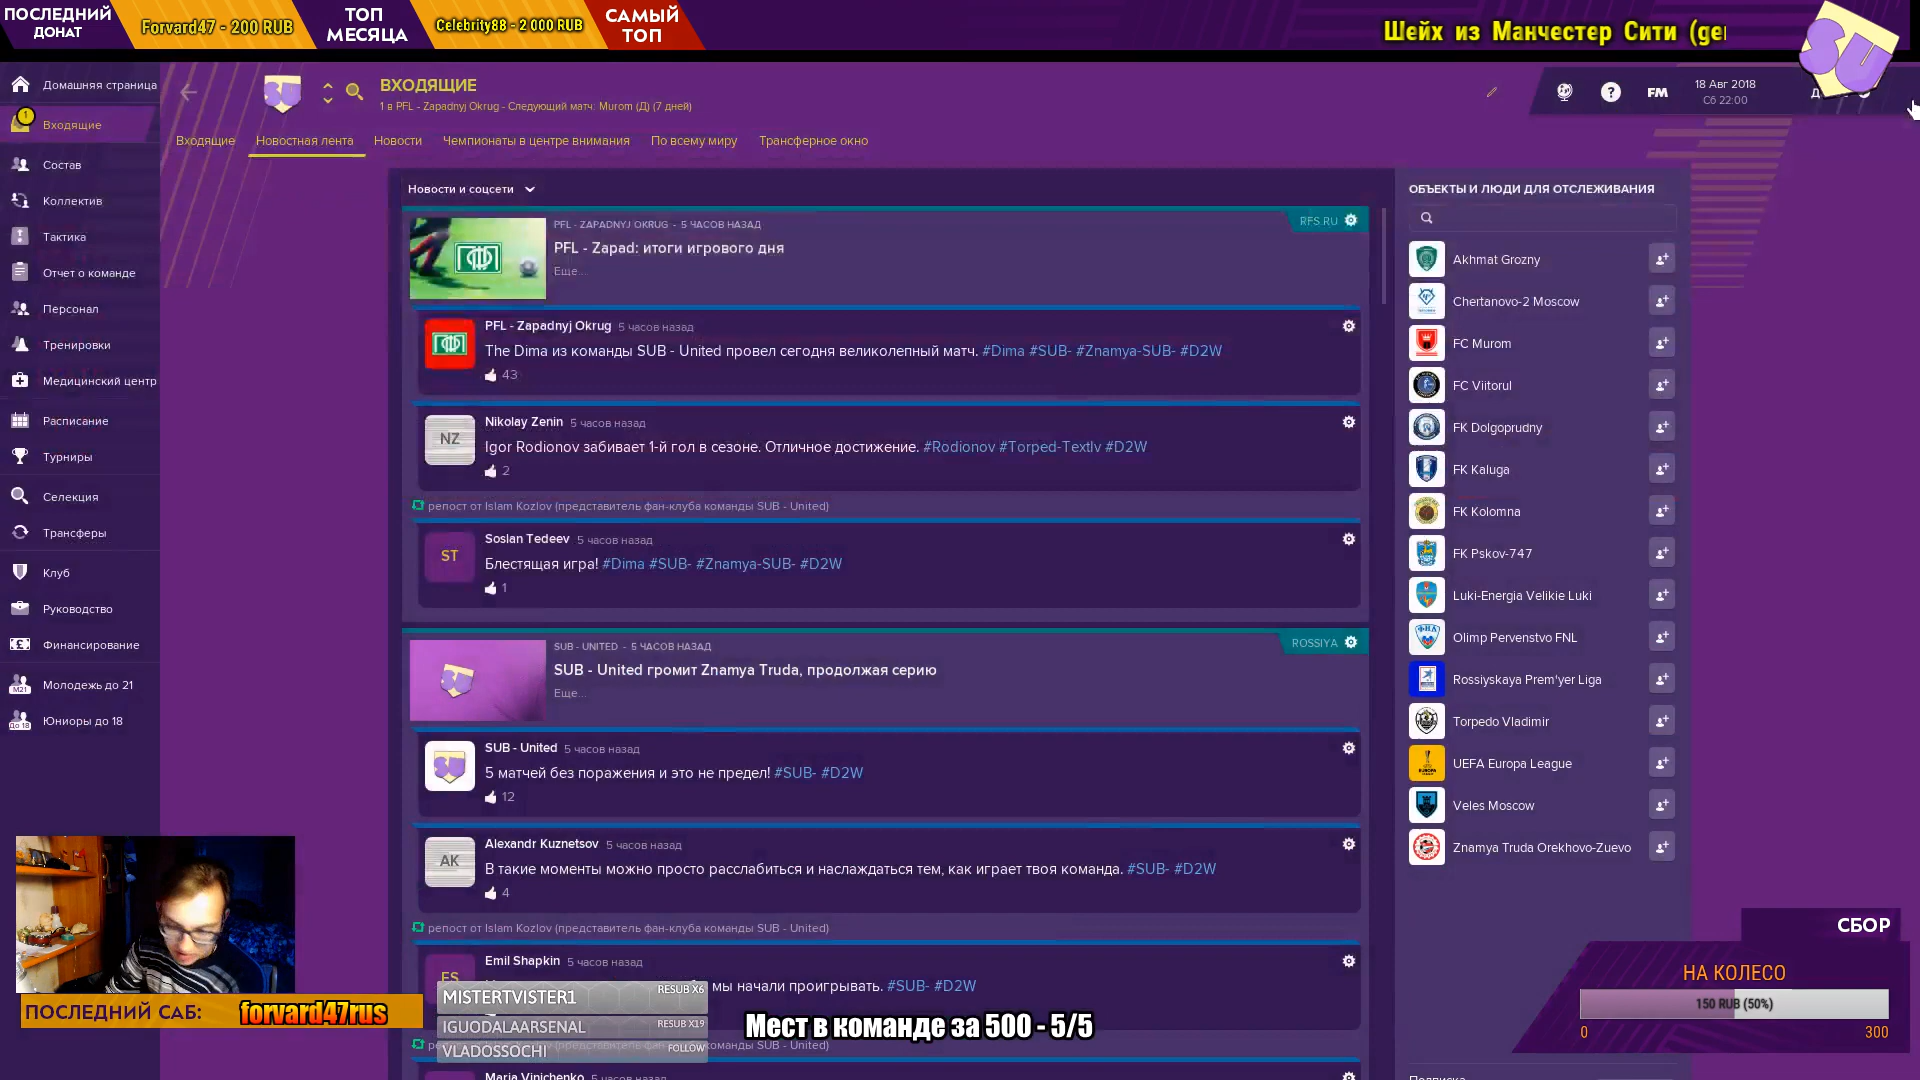 ПОСЛЕДНИЙ
ДОНАТ
Forvard47 - 200 RUB
ТОП
МЕСЯЦА
Celebrity88 - 2 000 RUB
САМЫЙ
ТОП
Шейх из Манчестер Сити
SU
Домашняя страница
1
Входящие
Состав
Коллектив
Тактика
Отчет о команде
Персонал
Тренировки
Медицинский центр
Расписание
Турниры
Селекция
Трансферы
Клуб
Руководство
Финансирование
М21
Молодежь до 21
До 18
Юниоры до 18
ВХОДЯЩИЕ
1 в PFL - Zapadnyj Okrug - Следующий матч: Murom (Д) (7 дней)
?
FM
18 Авг 2018
Сб 22:00
Входящие
Новостная лента
Новости
Чемпионаты в центре внимания
По всему миру
Трансферное окно
Новости и соцсети
PFL - ZAPADNYJ OKRUG - 5 ЧАСОВ НАЗАД
RFS.RU
PFL - Zapad: итоги игрового дня
Еще...
PFL - Zapadnyj Okrug 5 часов назад
The Dima из команды SUB - United провел сегодня великолепный матч. #Dima #SUB- #Znamya-SUB- #D2W
43
NZ
Nikolay Zenin 5 часов назад
Igor Rodionov забивает 1-й гол в сезоне. Отличное достижение. #Rodionov #Torped-Textlv #D2W
2
репост от Islam Kozlov (представитель фан-клуба команды SUB - United)
ST
Soslan Tedeev 5 часов назад
Блестящая игра! #Dima #SUB- #Znamya-SUB- #D2W
1
SUB - UNITED - 5 ЧАСОВ НАЗАД
ROSSIYA
SUB - United громит Znamya Truda, продолжая серию
Еще...
SUB - United 5 часов назад
5 матчей без поражения и это не предел! #SUB- #D2W
12
AK
Alexandr Kuznetsov 5 часов назад
В такие моменты можно просто расслабиться и наслаждаться тем, как играет твоя команда. #SUB- #D2W
4
репост от Islam Kozlov (представитель фан-клуба команды SUB - United)
ES
Emil Shapkin 5 часов назад
мы начали проигрывать. #SUB- #D2W
команды SUB - United)
Maria Vinichenko 5 часов назад
ОБЪЕКТЫ И ЛЮДИ ДЛЯ ОТСЛЕЖИВАНИЯ
Akhmat Grozny
Chertanovo-2 Moscow
FC Murom
FC Viitorul
FK Dolgoprudny
FK Kaluga
FK Kolomna
FK Pskov-747
Luki-Energia Velikie Luki
Olimp Pervenstvo FNL
Rossiyskaya Prem'yer Liga
Torpedo Vladimir
UEFA Europa League
Veles Moscow
Znamya Truda Orekhovo-Zuevo
СБОР
НА КОЛЕСО
150 RUB (50%)
0
300
ПОСЛЕДНИЙ САБ:
forvard47rus
MISTERTVISTER1
RESUB X6
IGUODALAARSENAL
RESUB X19
VLADOSSOCHI
FOLLOW
Мест в команде за 500 - 5/5